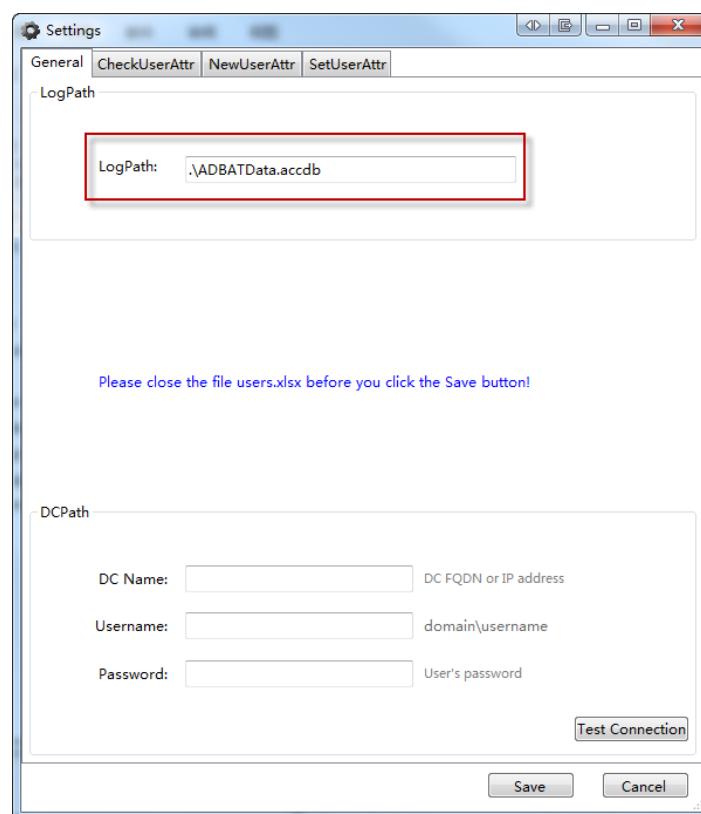 Settings
General CheckUserAttr NewUserAttr SetUserAttr
LogPath
LogPath: .\ADBATData.accdb
Please close the file users.xlsx before you click the Save button!
DCPath
DC Name: DC FQDN or IP address
Username: domain\username
Password: User's password
Test Connection
Save Cancel